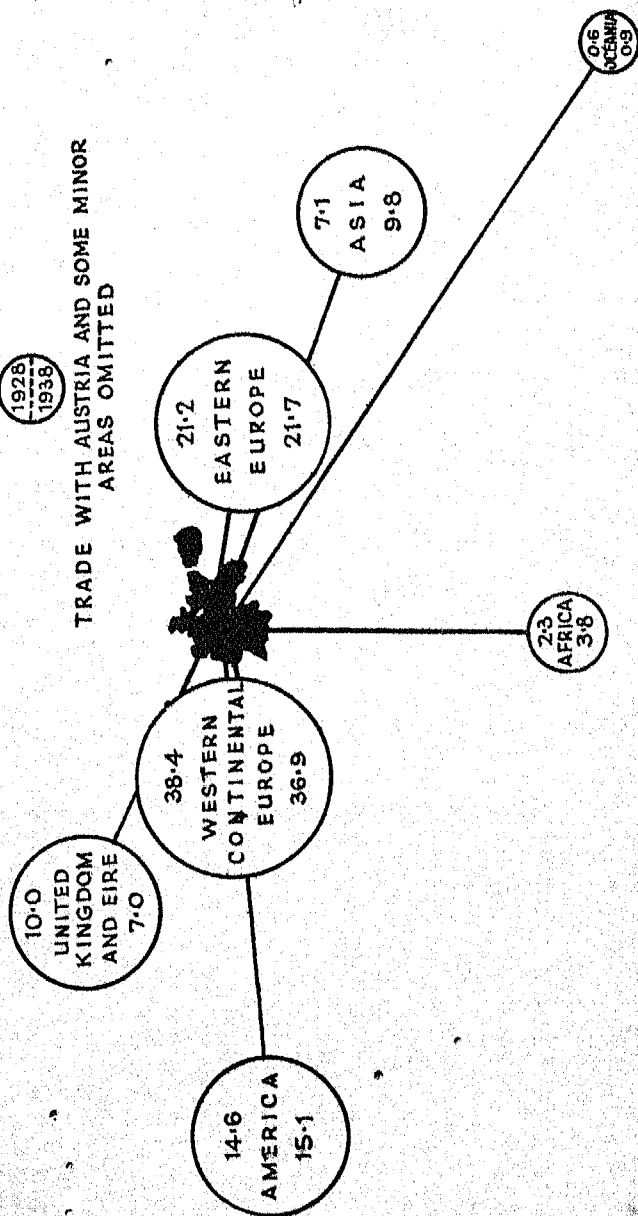 1928
1938
TRADE WITH AUSTRIA AND SOME MINOR
AREAS OMITTED
10·0
UNITED
KINGDOM
AND EIRE
7·0
14·6
AMERICA
15·1
38·4
WESTERN
CONTINENTAL
EUROPE
36·9
21·2
EASTERN
EUROPE
21·7
7·1
ASIA
9·8
2·3
AFRICA
3·8
0·6
OCEANIA
0·9